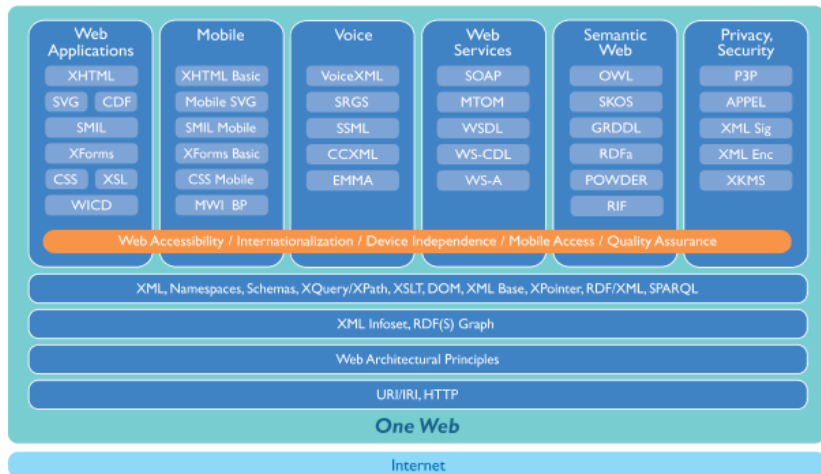 Web
Applications
XHTML
SVG CDF
SMIL
XForms
CSS XSL
WICD
Mobile
XHTML Basic
Mobile SVG
SMIL Mobile
XForms Basic
CSS Mobile
MWI BP
Voice
VoiceXML
SRGS
SSML
CCXML
EMMA
Web
Services
SOAP
MTOM
WSDL
WS-CDL
WS-A
Semantic
Web
OWL
SKOS
GRDDL
RDFa
POWDER
RIF
Privacy,
Security
P3P
APPEL
XML Sig
XML Enc
XKMS
Web Accessibility / Internationalization / Device Independence / Mobile Access / Quality Assurance
XML, Namespaces, Schemas, XQuery/XPath, XSLT, DOM, XML Base, XPointer, RDF/XML, SPARQL
XML Infoset, RDF(S) Graph
Web Architectural Principles
URI/IRI, HTTP
One Web
Internet